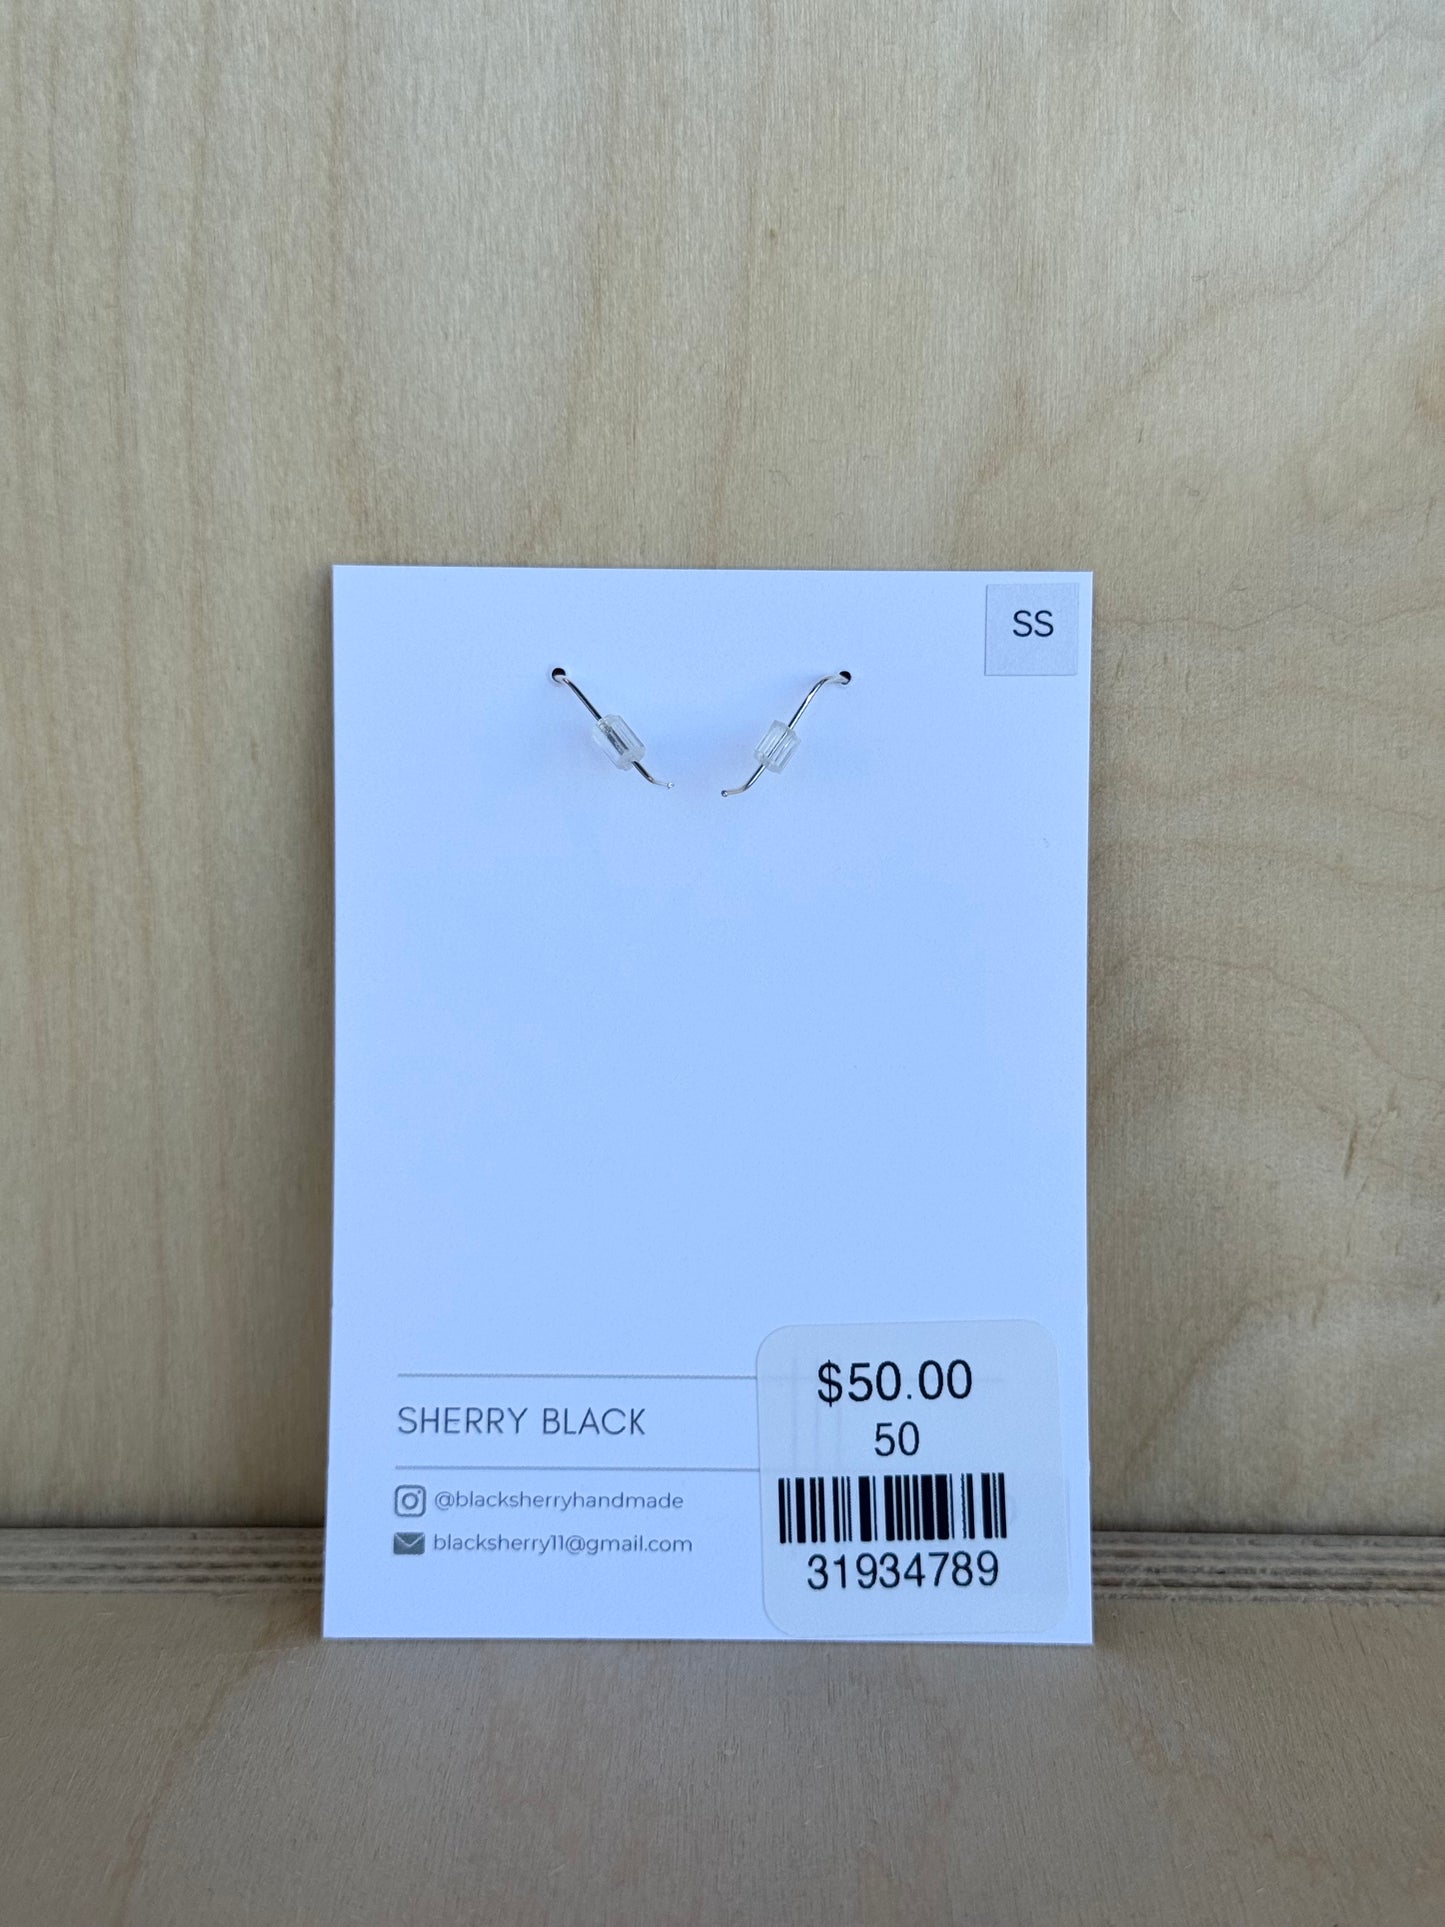 SS
$50.00
50
31934789
SHERRY BLACK
@blacksherryhandmade
blacksherry11@gmail.com